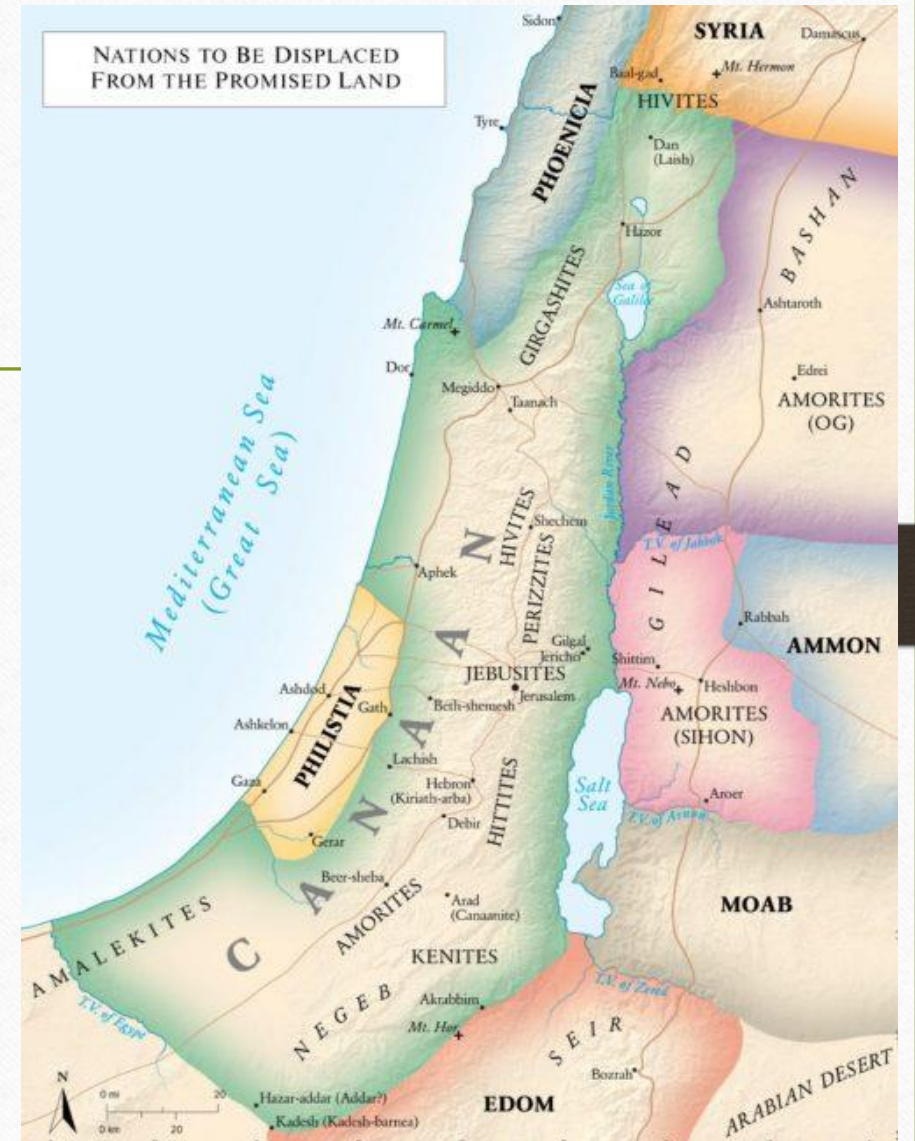 NATIONS TO BE DISPLACED
FROM THE PROMISED LAND
Sidon
SYRIA
Damascus
Baal-gad
Mt. Hermon
HIVITES
PHOENICIA
Tyre
Dan
(Laish)
BASHAN
Hazor
GIRGASHITES
Sea of
Galilee
Ashtaroth
Mt. Carmel
Dor
Megiddo
Taanach
Edrei
AMORITES
(OG)
Mediterranean Sea
(Great Sea)
Jordan River
GILEAD
HIVITES
Shechem
PERIZZITES
T.V. of Jabbok
Aphek
CANAAN
Rabbah
AMMON
Gilgal
Jericho
Shittim
JEBUSITES
Mt. Nebo
Heshbon
Jerusalem
Ashdod
PHILISTIA
Gath
Beth-shemesh
AMORITES
(SIHON)
Ashkelon
Lachish
Gaza
Hebron
(Kiriath-arba)
HITTITES
Salt
Sea
Aroer
T.V. of Arnon
Debir
Gerar
Beer-sheba
AMORITES
Arad
(Canaanite)
MOAB
AMALEKITES
KENITES
NEGEB
Akrabbim
T.V. of Zered
T.V. of Egypt
Mt. Hor
SEIR
Bozrah
ARABIAN DESERT
N
0 mi 20
0 km 20
Hazar-addar (Addar?)
Kadesh (Kadesh-barnea)
EDOM